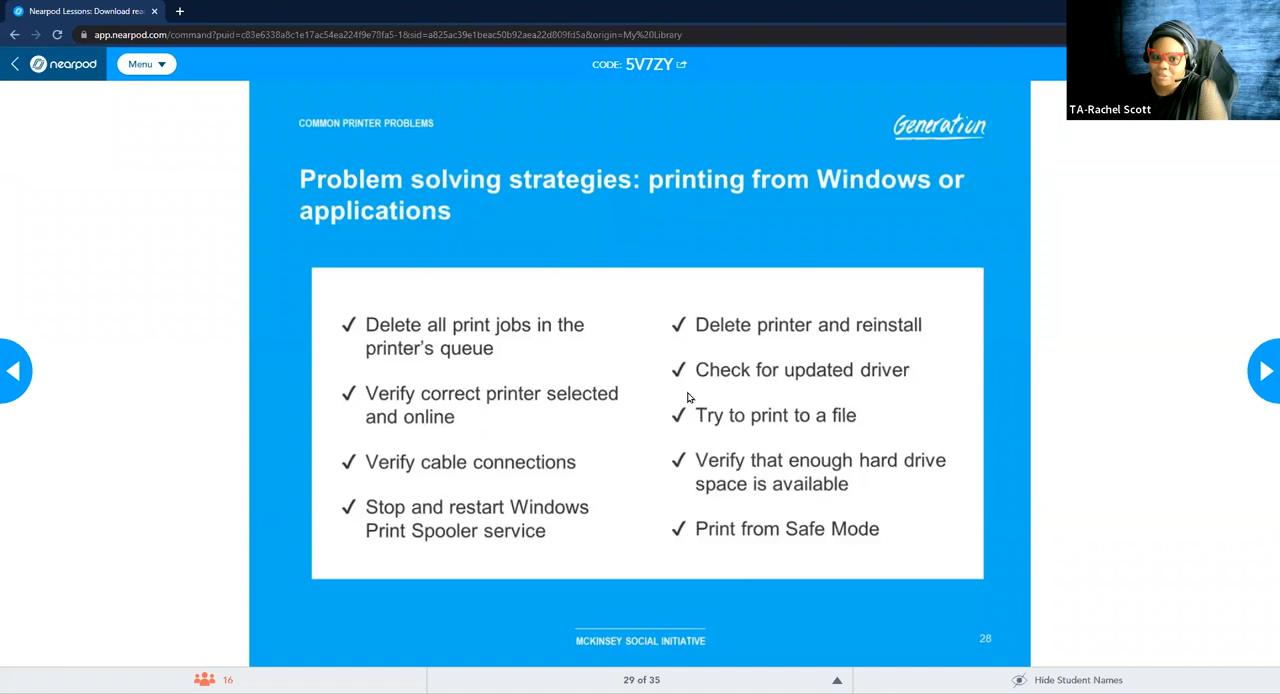 Nearpod Lessons: Download rea
app.nearpod.com/command?puid=c83e6338a8c1e17ac54ea224f9e78fa5-1&sid=a825ac39e1beac50b92aea22d809fd5a&origin=My%20Library
nearpod
Menu
CODE: 5V7ZY
TA-Rachel Scott
COMMON PRINTER PROBLEMS
Generation
Problem solving strategies: printing from Windows or
applications
✓ Delete all print jobs in the
printer's queue
✓ Verify correct printer selected
and online
✓ Verify cable connections
✓ Stop and restart Windows
Print Spooler service
✓ Delete printer and reinstall
✓ Check for updated driver
✓ Try to print to a file
✓ Verify that enough hard drive
space is available
✓ Print from Safe Mode
MCKINSEY SOCIAL INITIATIVE
28
16
29 of 35
Hide Student Names